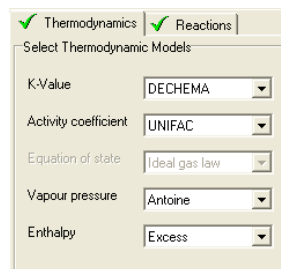 Thermodynamics Reactions
Select Thermodynamic Models
K-Value DECHEMA
Activity coefficient UNIFAC
Equation of state Ideal gas law
Vapour pressure Antoine
Enthalpy Excess